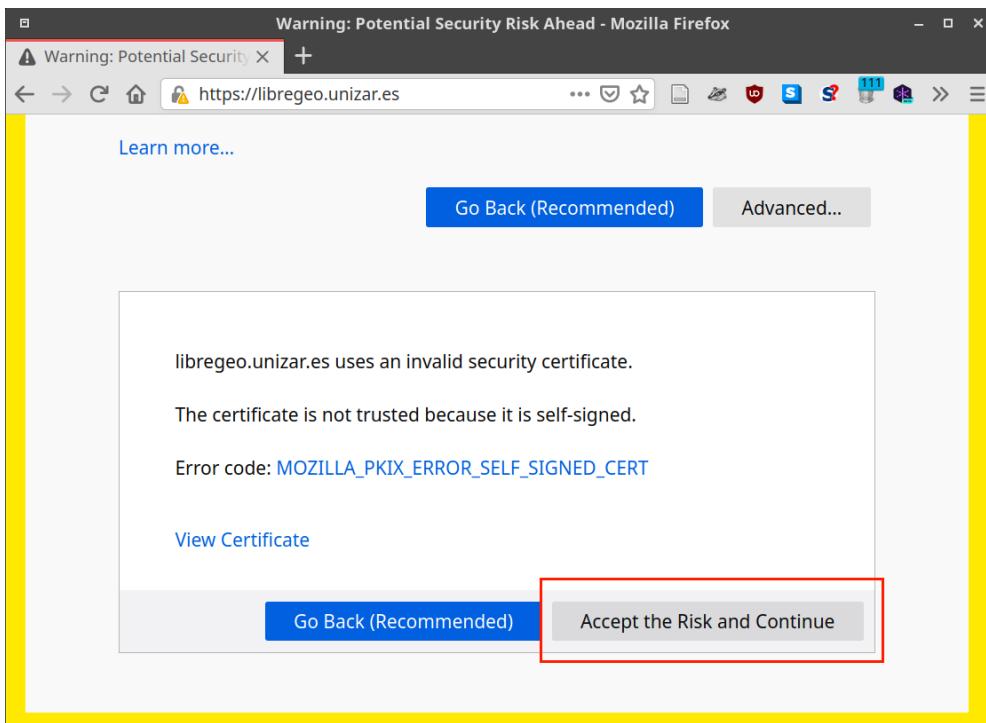 Warning: Potential Security Risk Ahead - Mozilla Firefox
Warning: Potential Security
https://libregeo.unizar.es
111
Learn more...
Go Back (Recommended) Advanced...
libregeo.unizar.es uses an invalid security certificate.
The certificate is not trusted because it is self-signed.
Error code: MOZILLA_PKIX_ERROR_SELF_SIGNED_CERT
View Certificate
Go Back (Recommended) Accept the Risk and Continue